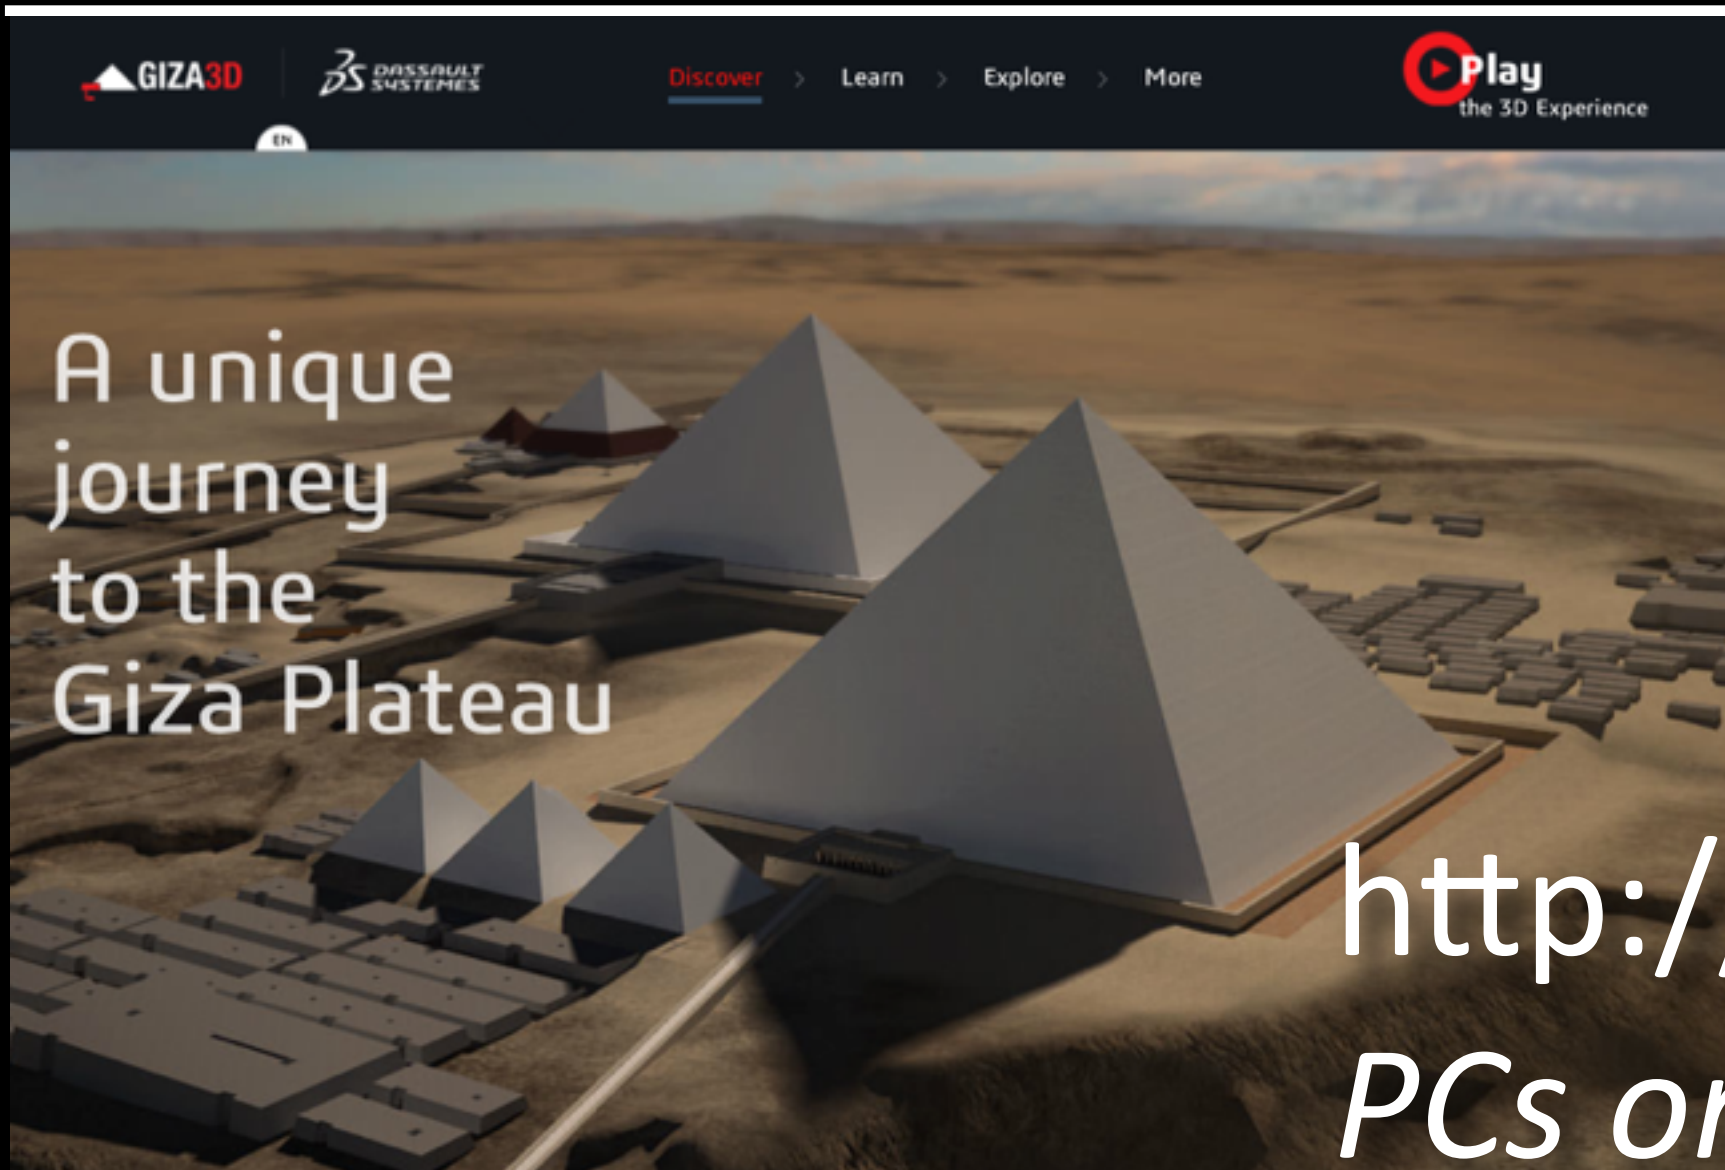 GIZA3D
DASSAULT
SYSTEMES
Discover > Learn > Explore > More
Play
the 3D Experience
EN
A unique
journey
to the
Giza Plateau
http://
PCs